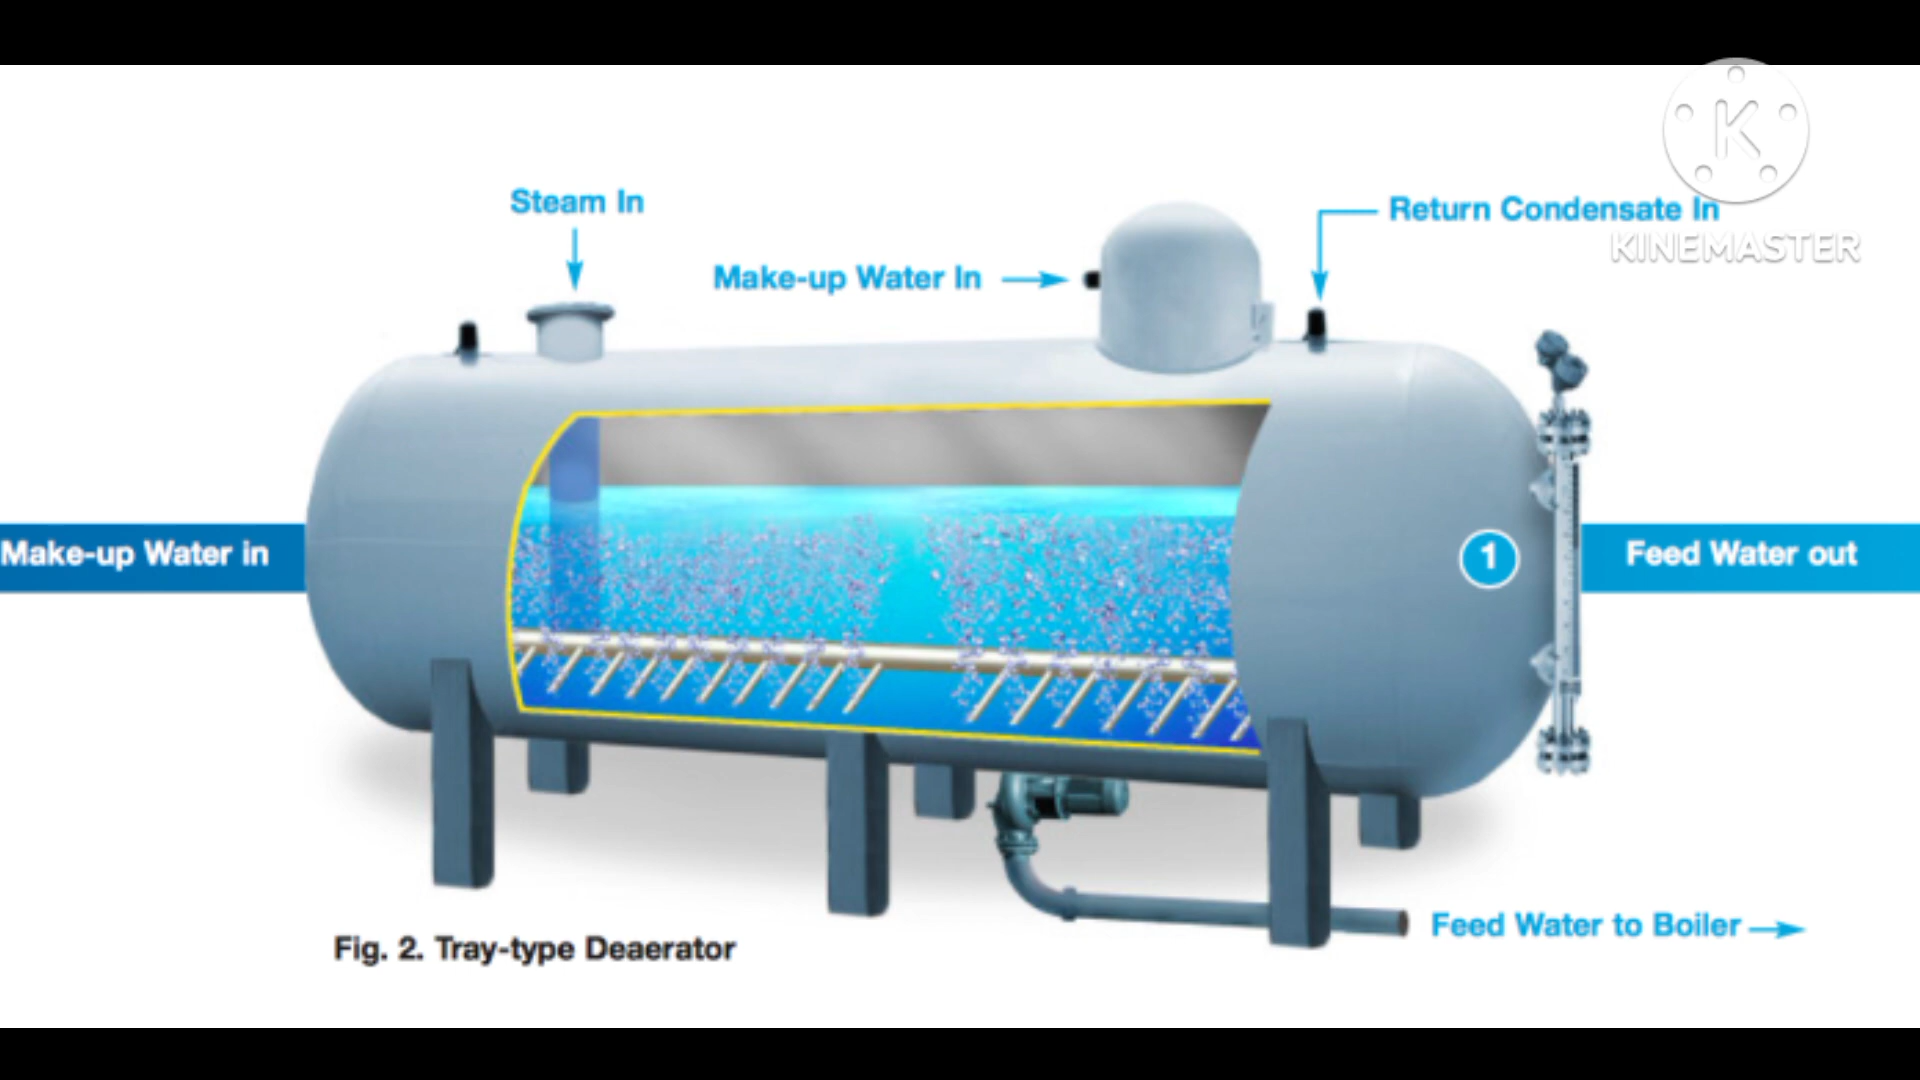 K
KINEMASTER
Steam In
Return Condensate In
Make-up Water In
Make-up Water in
1
Feed Water out
Feed Water to Boiler
Fig. 2. Tray-type Deaerator